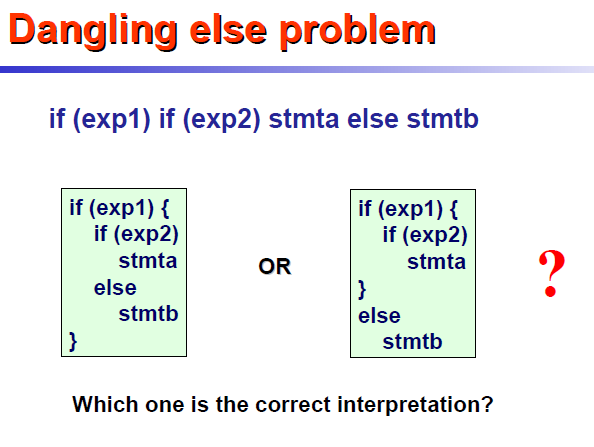 Dangling else problem
if (exp1) if (exp2) stmta else stmtb
if (exp1) {
if (exp2)
stmta
else
stmtb
}
OR
if (exp1) {
if (exp2)
stmta
}
else
stmtb
?
Which one is the correct interpretation?